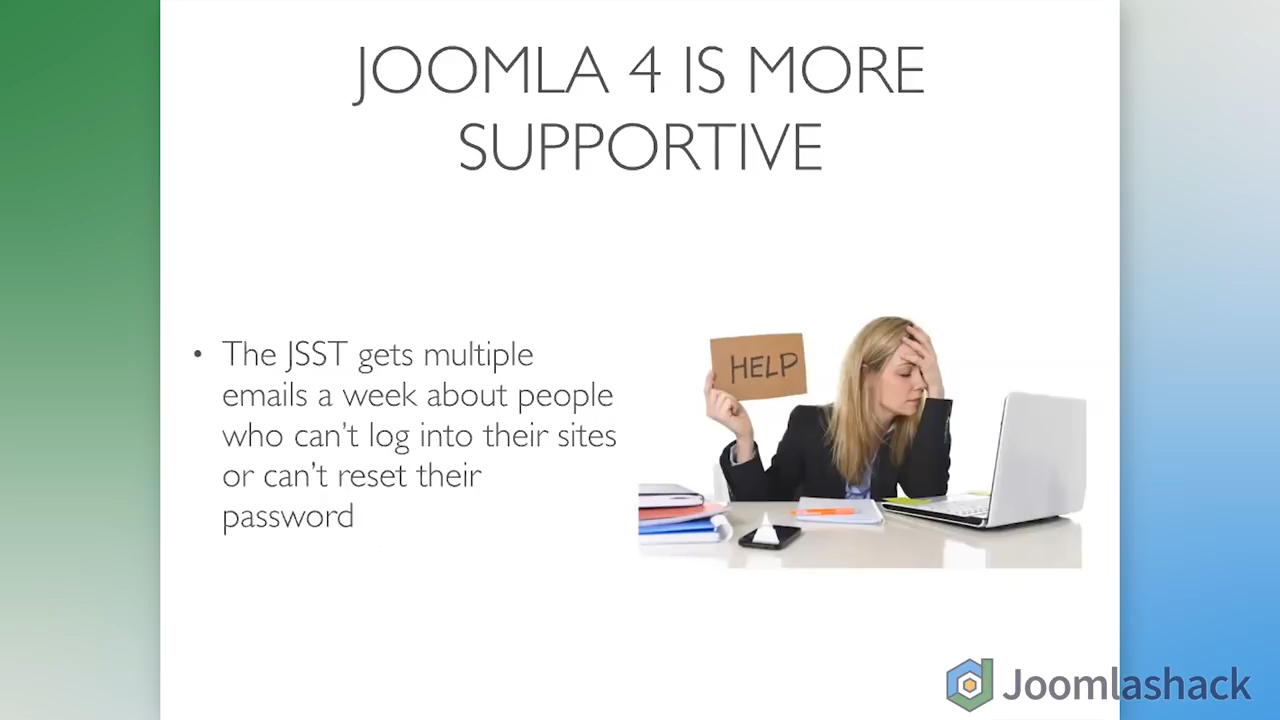 JOOMLA 4 IS MORE
SUPPORTIVE
• The JSST gets multiple
emails a week about people
who can't log into their sites
or can't reset their
password
HELP
Joomlashack